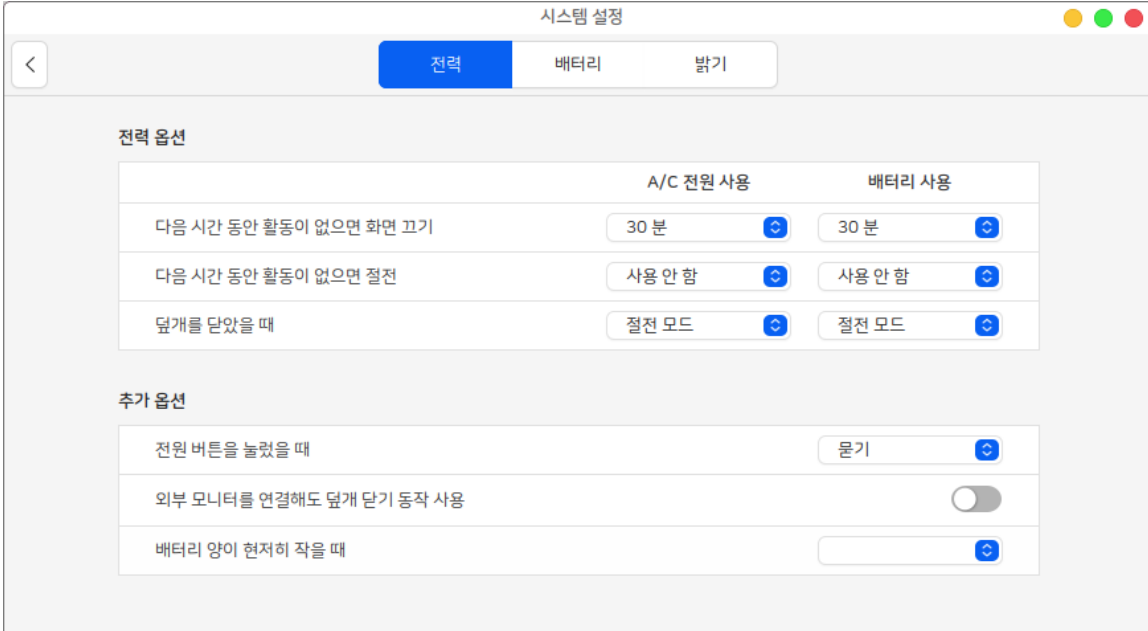 시스템 설정
전력 배터리 밝기
전력 옵션
A/C 전원 사용 배터리 사용
다음 시간 동안 활동이 없으면 화면 끄기 30 분 30 분
다음 시간 동안 활동이 없으면 절전 사용 안 함 사용 안 함
덮개를 닫았을 때 절전 모드 절전 모드
추가 옵션
전원 버튼을 눌렀을 때 묻기
외부 모니터를 연결해도 덮개 닫기 동작 사용
배터리 양이 현저히 작을 때